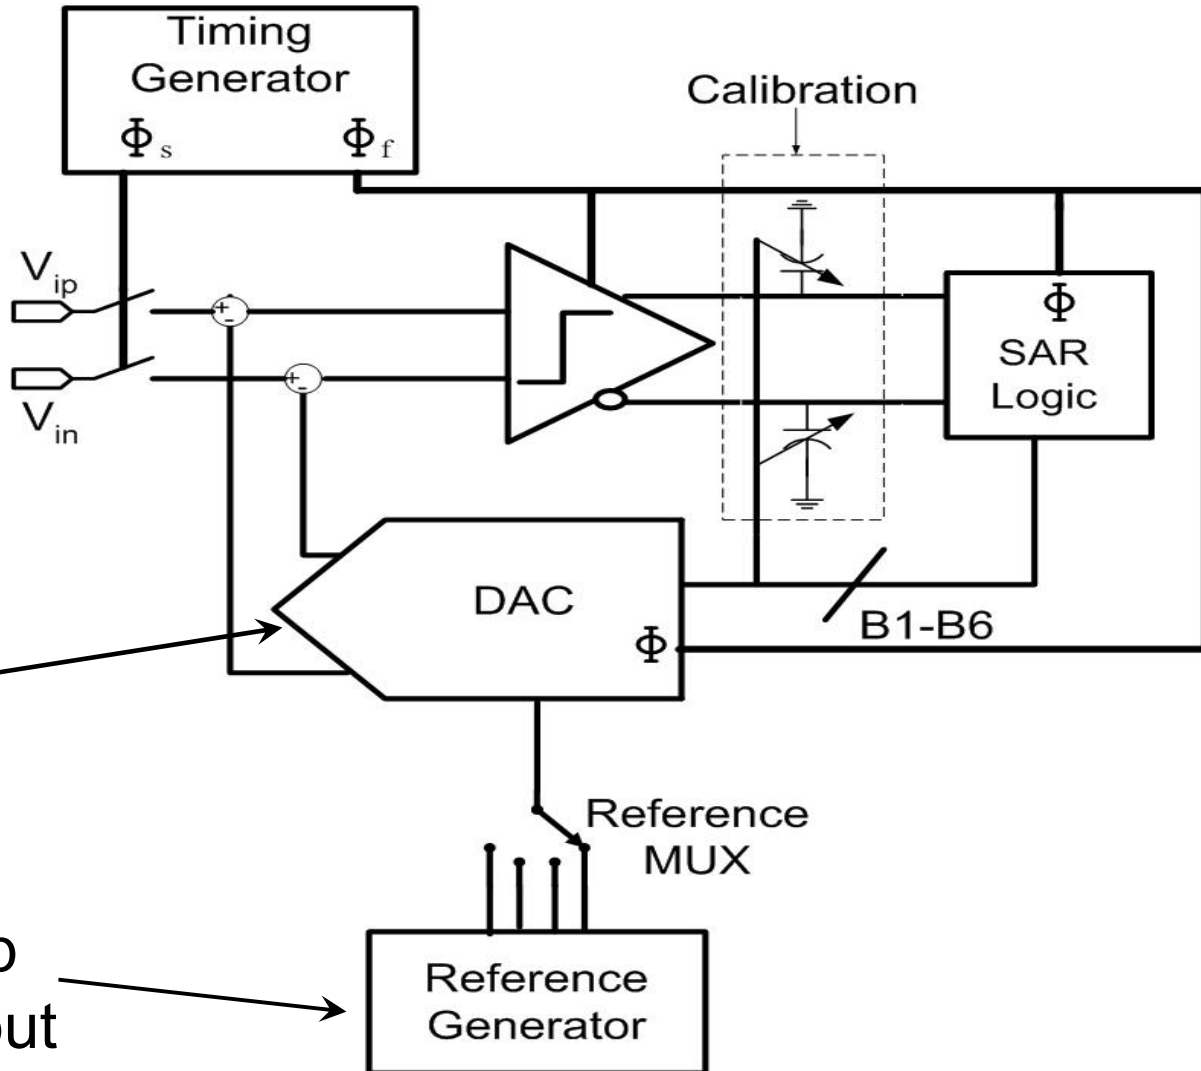 Timing
Generator
Φs
Φf
Calibration
Vip
Vin
Φ
SAR
Logic
DAC
B1-B6
Φ
Reference
MUX
Reference
Generator